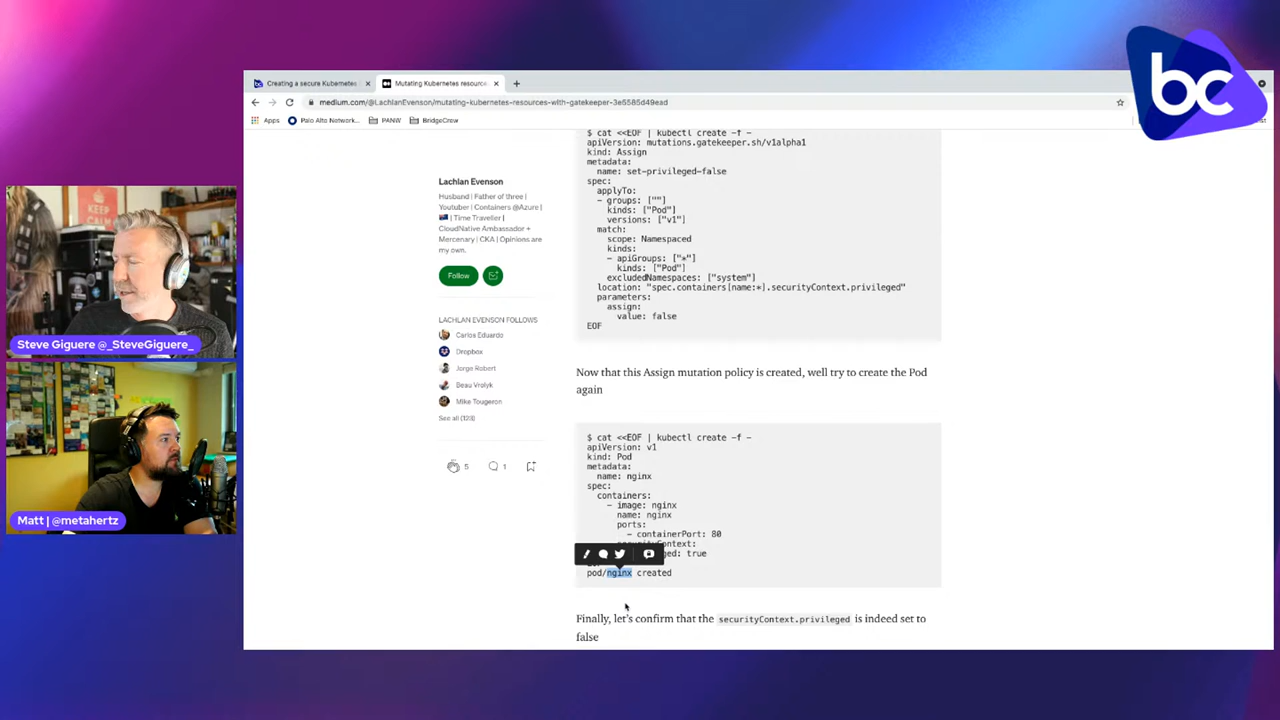 bc
Creating a secure Kubernetes
Mutating Kubernetes resource
medium.com/@LachlanEvenson/mutating-kubernetes-resources-with-gatekeeper-3e6585d49ead
Apps
Palo Alto Network...
PANW
BridgeCrew
$ cat <<EOF | kubectl create -f -
apiVersion: mutations.gatekeeper.sh/v1alpha1
kind: Assign
metadata:
name: set-privileged-false
spec:
applyTo:
- groups: [""]
kinds: ["Pod"]
versions: ["v1"]
match:
scope: Namespaced
kinds:
- apiGroups: ["*"]
kinds: ["Pod"]
excludedNamespaces: ["system"]
location: "spec.containers[name:*].securityContext.privileged"
parameters:
assign:
value: false
EOF
Lachlan Evenson
Husband | Father of three |
Youtuber | Containers @Azure |
| Time Traveller |
CloudNative Ambassador +
Mercenary | CKA | Opinions are
my own.
Follow
LACHLAN EVENSON FOLLOWS
Carlos Eduardo
Dropbox
Jorge Robert
Beau Vrolyk
Mike Tougeron
See all (123)
5
1
Now that this Assign mutation policy is created, well try to create the Pod
again
$ cat <<EOF | kubectl create -f -
apiVersion: v1
kind: Pod
metadata:
name: nginx
spec:
containers:
- image: nginx
name: nginx
ports:
- containerPort: 80
securityContext:
ged: true
pod/nginx created
Finally, let's confirm that the securityContext.privileged is indeed set to
false
KEEP
CALM
Steve Giguere @_SteveGiguere_
Matt | @metahertz